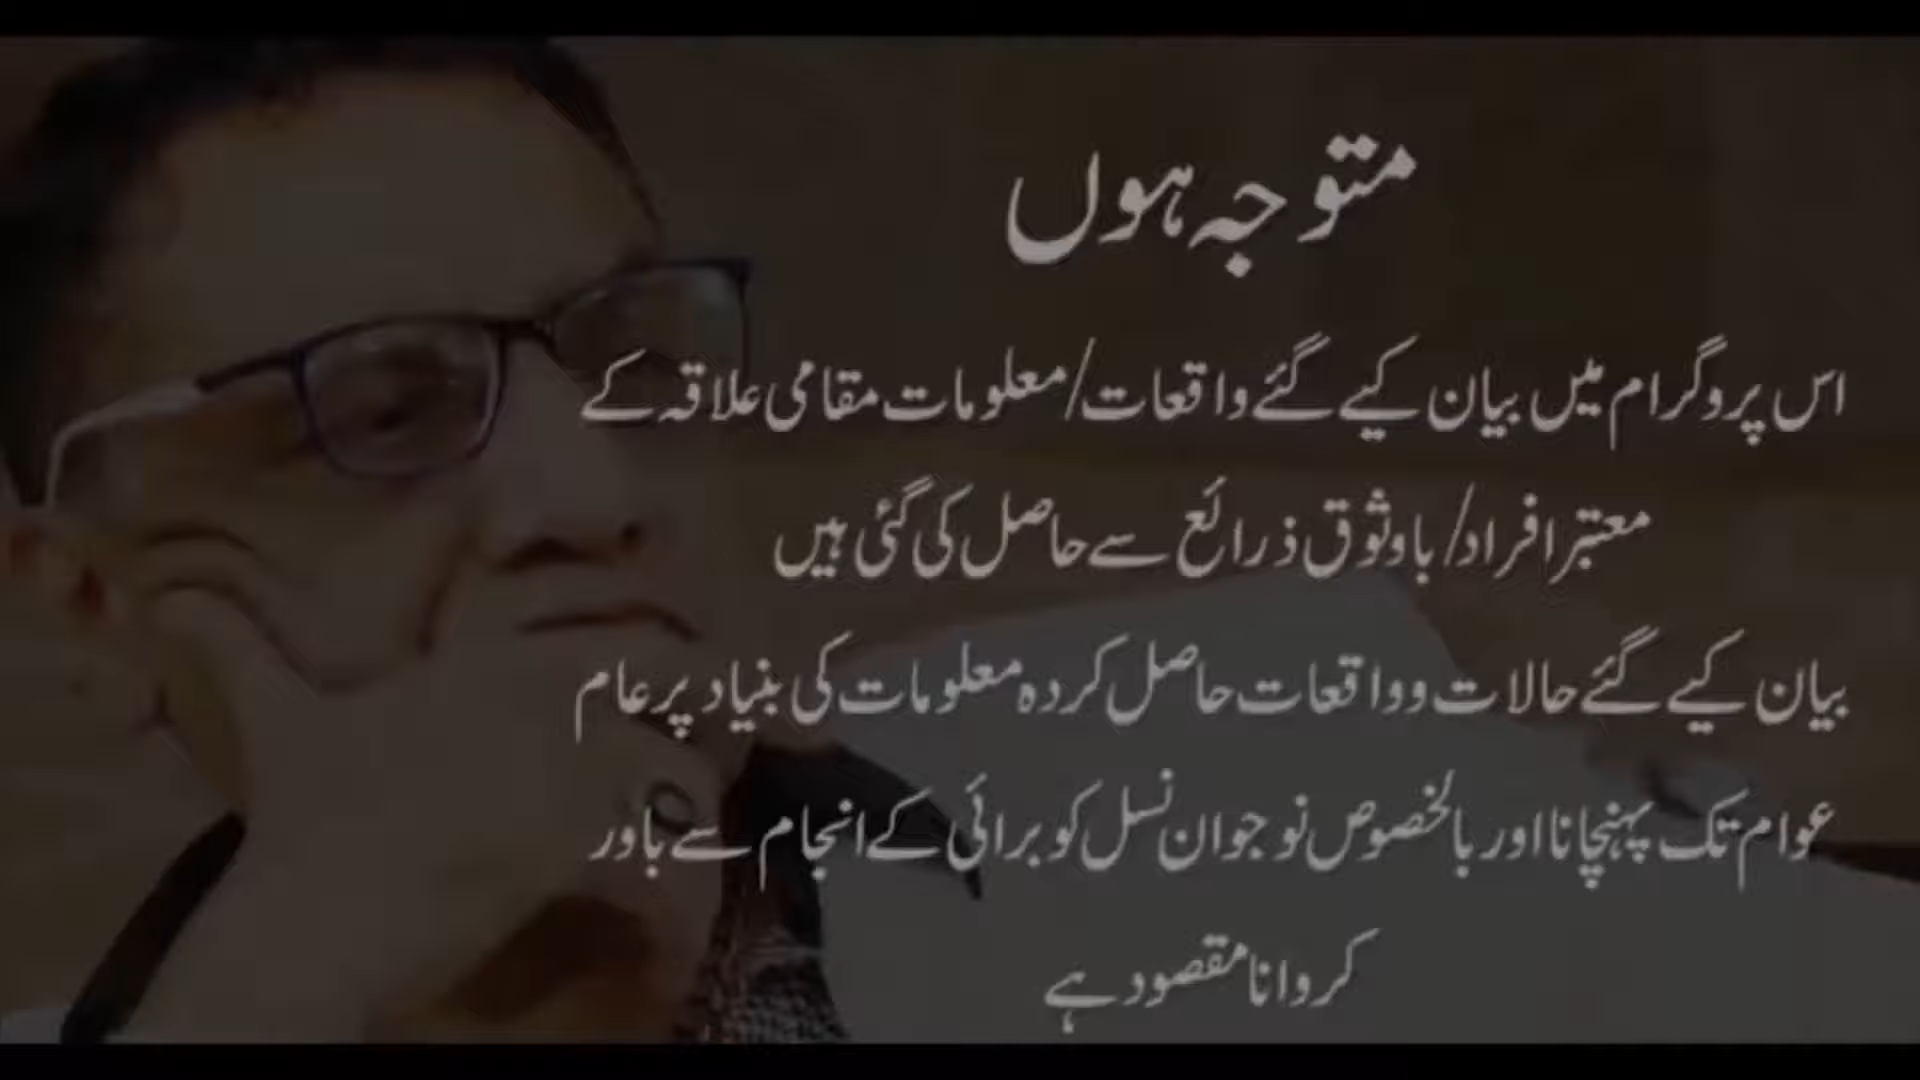 متوجہ ہوں
اس پروگرام میں بیان کیے گئے واقعات/معلومات مقامی علاقہ کے
معتبر افراد/باوثوق ذرائع سے حاصل کی گئی ہیں
بیان کیے گئے حالات و واقعات حاصل کردہ معلومات کی بنیاد پر عام
عوام تک پہنچانا اور بالخصوص نوجوان نسل کو برائی کے انجام سے باور
کروانا مقصود ہے